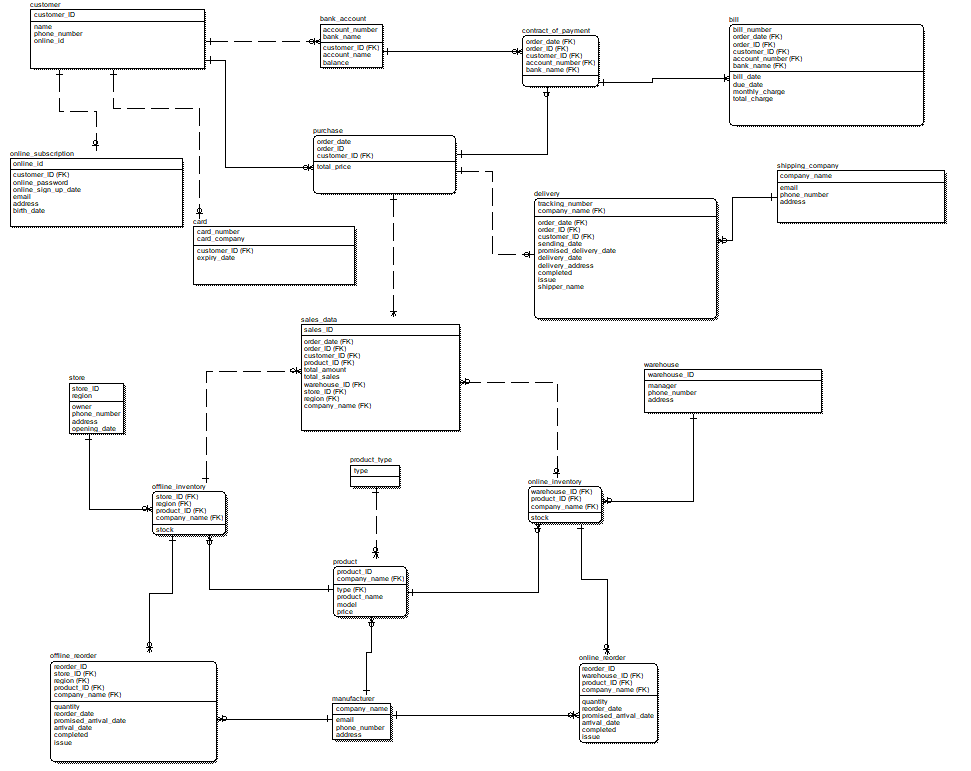 customer
customer_ID
name
phone_number
online_id
bank_account
account_number
bank_name
customer_ID (FK)
account_number
balance
contract_of_payment
order_date (FK)
order_ID (FK)
customer_ID (FK)
account_number (FK)
bank_name (FK)
bill
bill_number
order_date (FK)
order_ID (FK)
customer_ID (FK)
account_number (FK)
bank_name (FK)
bill_date
due_date
monthly_charge
total_charge
purchase
order_date
order_ID
customer_ID (FK)
total_price
online_subscription
online_id
customer_ID (FK)
online_password
online_sign_up_date
email
address
birth_date
card
card_number
card_company
customer_ID (FK)
expiry_date
shipping_company
company_name
email
phone_number
address
delivery
tracking_number
company_name (FK)
order_date (FK)
order_ID (FK)
customer_ID (FK)
sending_date
promised_delivery_date
delivery_date
delivery_address
completed
issue
shipper_name
sales_data
sales_ID
order_date (FK)
order_ID (FK)
customer_ID (FK)
product_ID (FK)
total_amount
total_sales
warehouse_ID (FK)
store_ID (FK)
region (FK)
company_name (FK)
store
store_ID
region
owner
phone_number
address
opening_date
warehouse
warehouse_ID
manager
phone_number
address
product_type
type
offline_inventory
store_ID (FK)
region (FK)
product_ID (FK)
company_name (FK)
stock
online_inventory
warehouse_ID (FK)
product_ID (FK)
company_name (FK)
stock
product
product_ID
company_name (FK)
type (FK)
product_name
model
price
offline_reorder
reorder_ID
store_ID (FK)
region (FK)
product_ID (FK)
company_name (FK)
quantity
reorder_date
promised_arrival_date
arrival_date
completed
issue
manufacturer
company_name
email
phone_number
address
online_reorder
reorder_ID
warehouse_ID (FK)
product_ID (FK)
company_name (FK)
quantity
reorder_date
promised_arrival_date
arrival_date
completed
issue